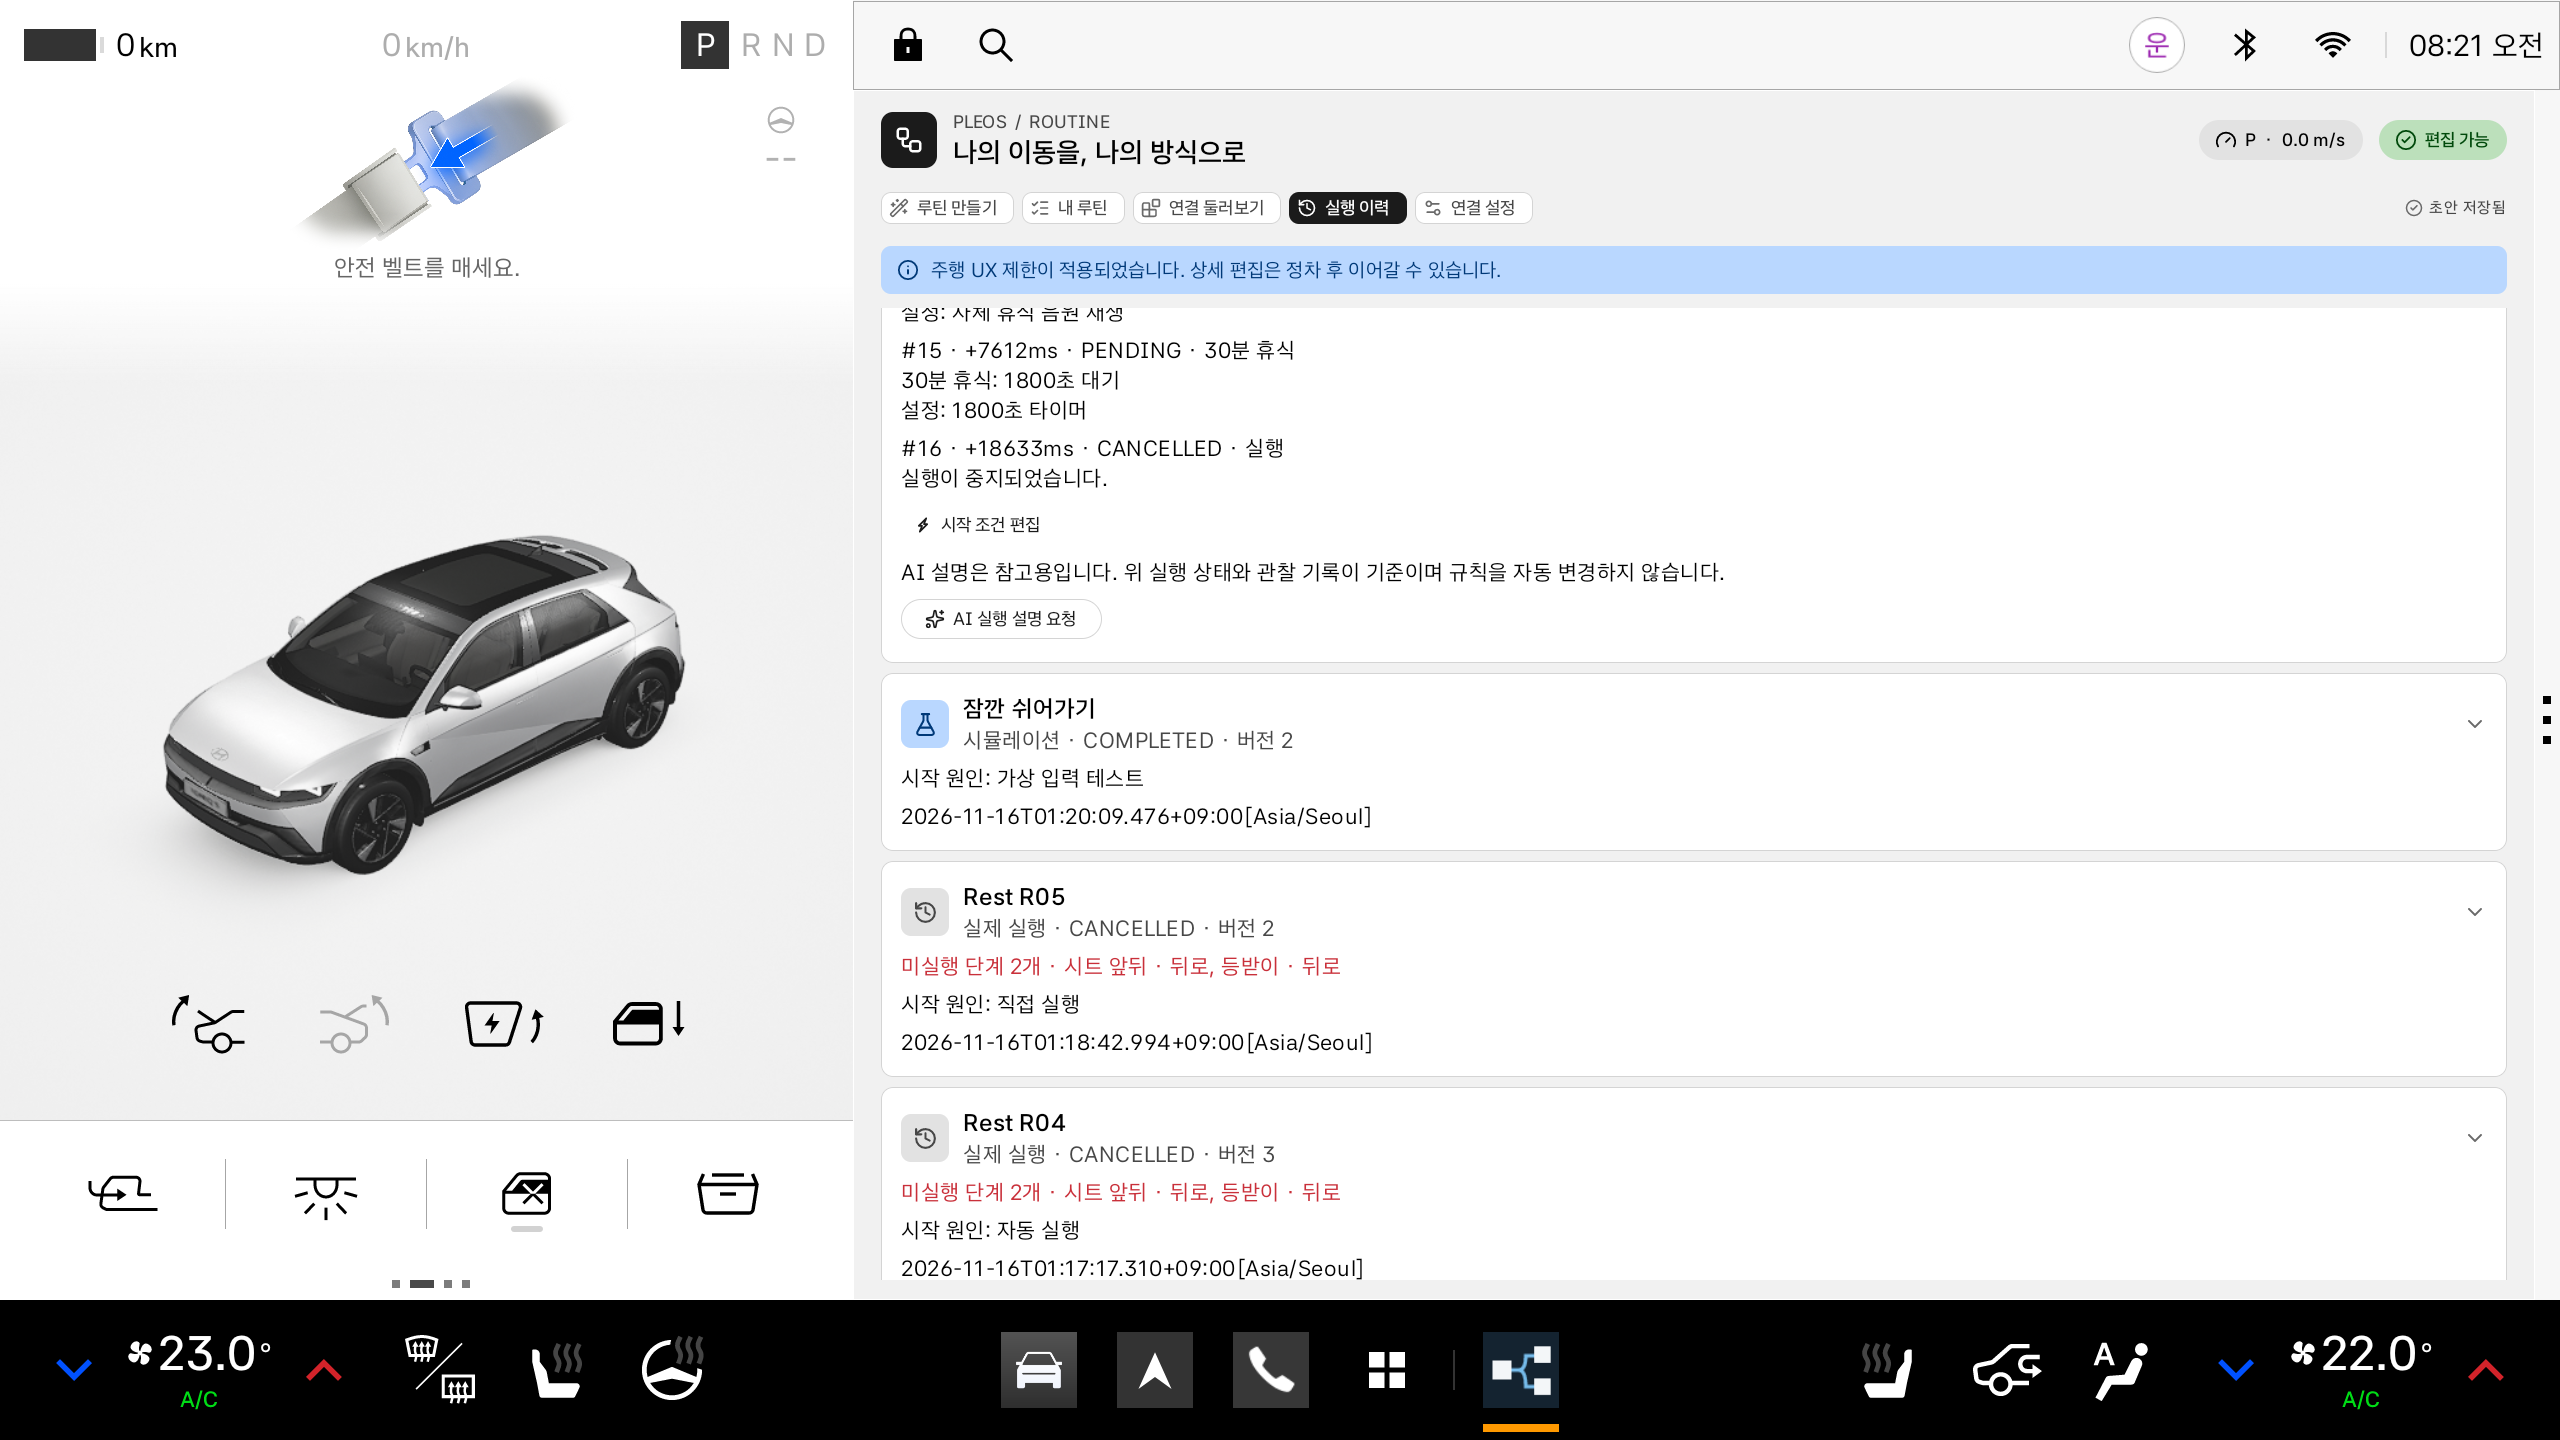 0 km
0 km/h
P R N D
안전 벨트를 매세요.
운
08:21 오전
PLEOS / ROUTINE
나의 이동을, 나의 방식으로
P · 0.0 m/s
편집 가능
루틴 만들기
내 루틴
연결 둘러보기
실행 이력
연결 설정
초안 저장됨
주행 UX 제한이 적용되었습니다. 상세 편집은 정차 후 이어갈 수 있습니다.
설정: 자체 휴식 음원 재생
#15 · +7612ms · PENDING · 30분 휴식
30분 휴식: 1800초 대기
설정: 1800초 타이머
#16 · +18633ms · CANCELLED · 실행
실행이 중지되었습니다.
시작 조건 편집
AI 설명은 참고용입니다. 위 실행 상태와 관찰 기록이 기준이며 규칙을 자동 변경하지 않습니다.
AI 실행 설명 요청
잠깐 쉬어가기
시뮬레이션 · COMPLETED · 버전 2
시작 원인: 가상 입력 테스트
2026-11-16T01:20:09.476+09:00[Asia/Seoul]
Rest R05
실제 실행 · CANCELLED · 버전 2
미실행 단계 2개 · 시트 앞뒤 · 뒤로, 등받이 · 뒤로
시작 원인: 직접 실행
2026-11-16T01:18:42.994+09:00[Asia/Seoul]
Rest R04
실제 실행 · CANCELLED · 버전 3
미실행 단계 2개 · 시트 앞뒤 · 뒤로, 등받이 · 뒤로
시작 원인: 자동 실행
2026-11-16T01:17:17.310+09:00[Asia/Seoul]
23.0°
A/C
A
22.0°
A/C